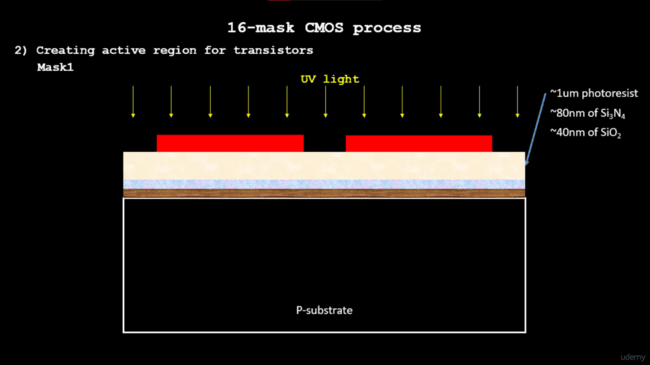 16-mask CMOS process
2) Creating active region for transistors
Mask1
UV light
~1um photoresist
~80nm of Si₃N₄
~40nm of SiO₂
P-substrate
udemy